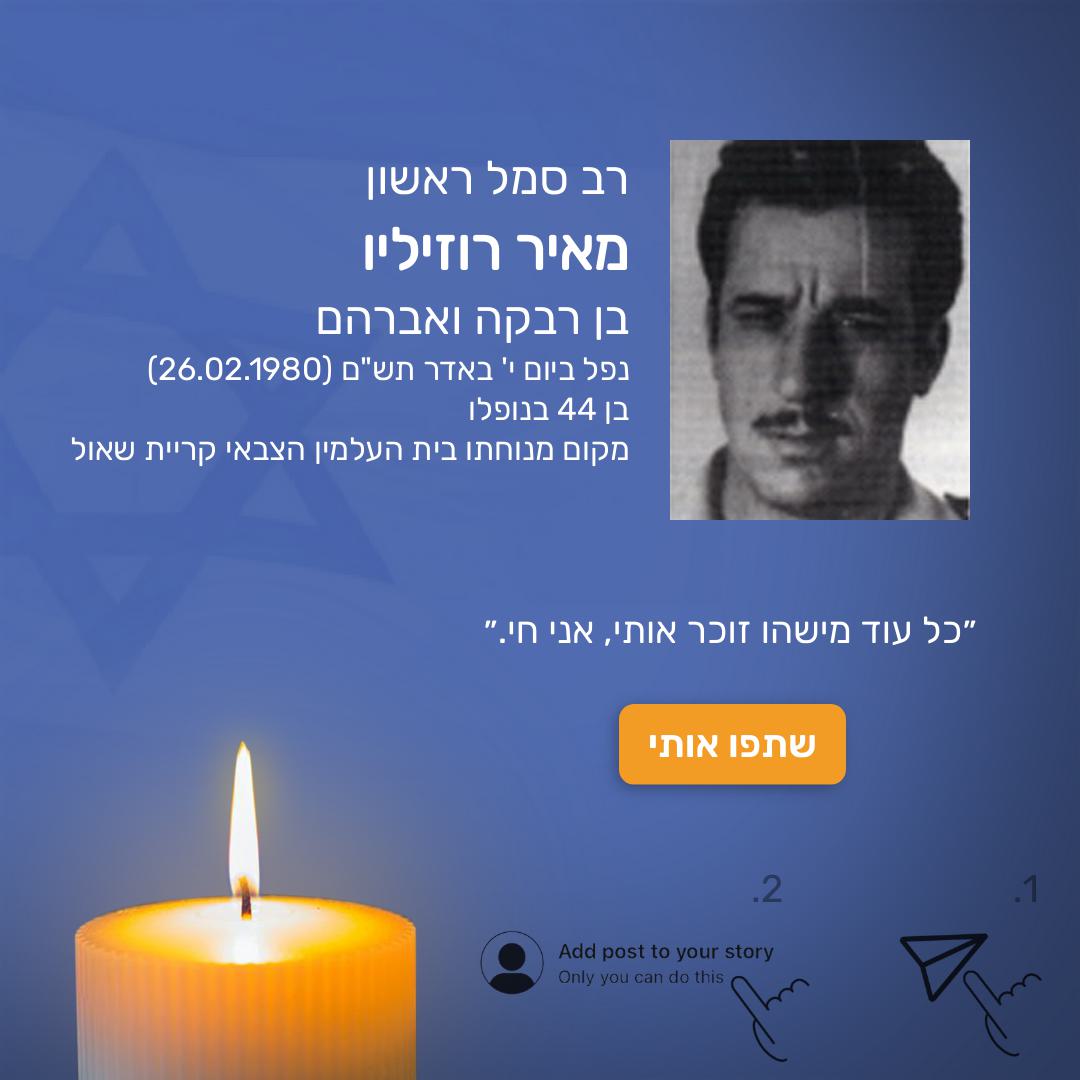 רב סמל ראשון
מאיר רוזיליו
בן רבקה ואברהם
נפל ביום י' באדר תש"ם (26.02.1980)
בן 44 בנופלו
מקום מנוחתו בית העלמין הצבאי קריית שאול
״כל עוד מישהו זוכר אותי, אני חי.״
שתפו אותי
1.
2.
Add post to your story
Only you can do this